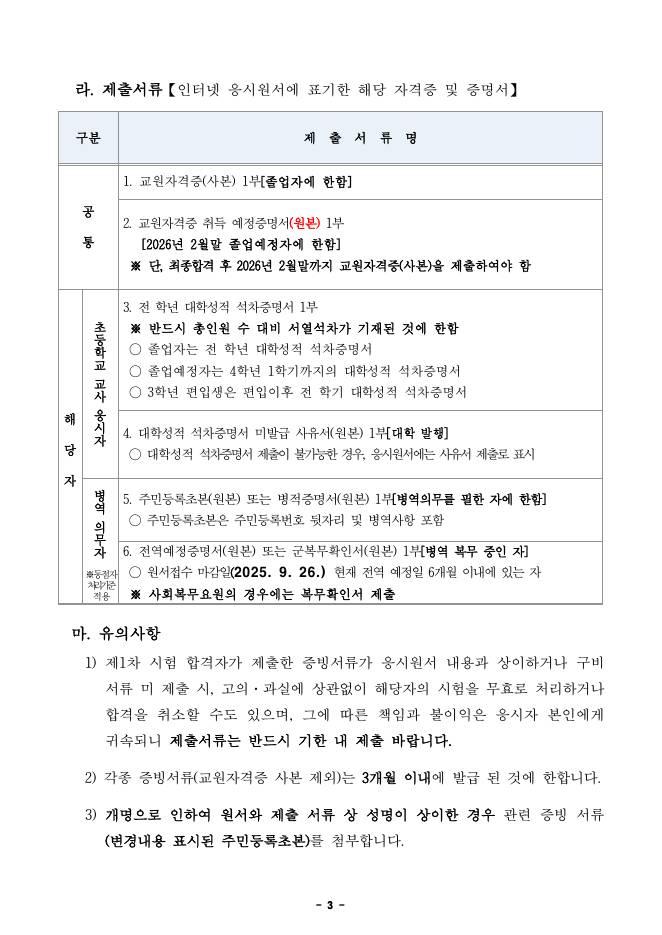 라. 제출서류【인터넷 응시원서에 표기한 해당 자격증 및 증명서】
구분
제 출 서 류 명
공통
1. 교원자격증(사본) 1부[졸업자에 한함]
2. 교원자격증 취득 예정증명서(원본) 1부
[2026년 2월말 졸업예정자에 한함]
※ 단, 최종합격 후 2026년 2월말까지 교원자격증(사본)을 제출하여야 함
해당자
초등학교 교사 응시자
3. 전 학년 대학성적 석차증명서 1부
※ 반드시 총인원 수 대비 서열석차가 기재된 것에 한함
○ 졸업자는 전 학년 대학성적 석차증명서
○ 졸업예정자는 4학년 1학기까지의 대학성적 석차증명서
○ 3학년 편입생은 편입이후 전 학기 대학성적 석차증명서
4. 대학성적 석차증명서 미발급 사유서(원본) 1부[대학 발행]
○ 대학성적 석차증명서 제출이 불가능한 경우, 응시원서에는 사유서 제출로 표시
병역 의무자
※동점자
처리기준
적용
5. 주민등록초본(원본) 또는 병적증명서(원본) 1부[병역의무를 필한 자에 한함]
○ 주민등록초본은 주민등록번호 뒷자리 및 병역사항 포함
6. 전역예정증명서(원본) 또는 군복무확인서(원본) 1부[병역 복무 중인 자]
○ 원서접수 마감일(2025. 9. 26.) 현재 전역 예정일 6개월 이내에 있는 자
※ 사회복무요원의 경우에는 복무확인서 제출
마. 유의사항
1) 제1차 시험 합격자가 제출한 증빙서류가 응시원서 내용과 상이하거나 구비
서류 미 제출 시, 고의·과실에 상관없이 해당자의 시험을 무효로 처리하거나
합격을 취소할 수도 있으며, 그에 따른 책임과 불이익은 응시자 본인에게
귀속되니 제출서류는 반드시 기한 내 제출 바랍니다.
2) 각종 증빙서류(교원자격증 사본 제외)는 3개월 이내에 발급 된 것에 한합니다.
3) 개명으로 인하여 원서와 제출 서류 상 성명이 상이한 경우 관련 증빙 서류
(변경내용 표시된 주민등록초본)를 첨부합니다.
- 3 -